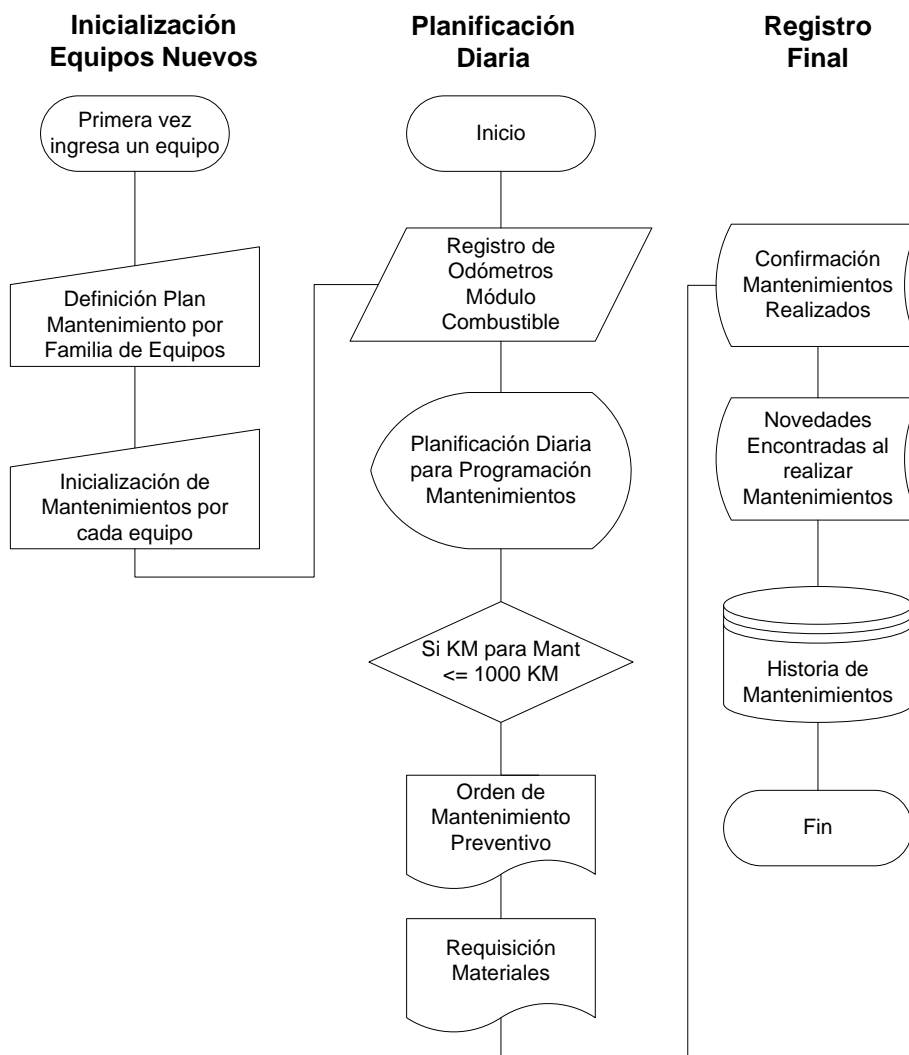 Inicialización
Equipos Nuevos
Primera vez
ingresa un equipo
Definición Plan
Mantenimiento por
Familia de Equipos
Inicialización de
Mantenimientos por
cada equipo
Planificación
Diaria
Inicio
Registro de
Odómetros
Módulo
Combustible
Planificación Diaria
para Programación
Mantenimientos
Si KM para Mant
<= 1000 KM
Orden de
Mantenimiento
Preventivo
Requisición
Materiales
Registro
Final
Confirmación
Mantenimientos
Realizados
Novedades
Encontradas al
realizar
Mantenimientos
Historia de
Mantenimientos
Fin